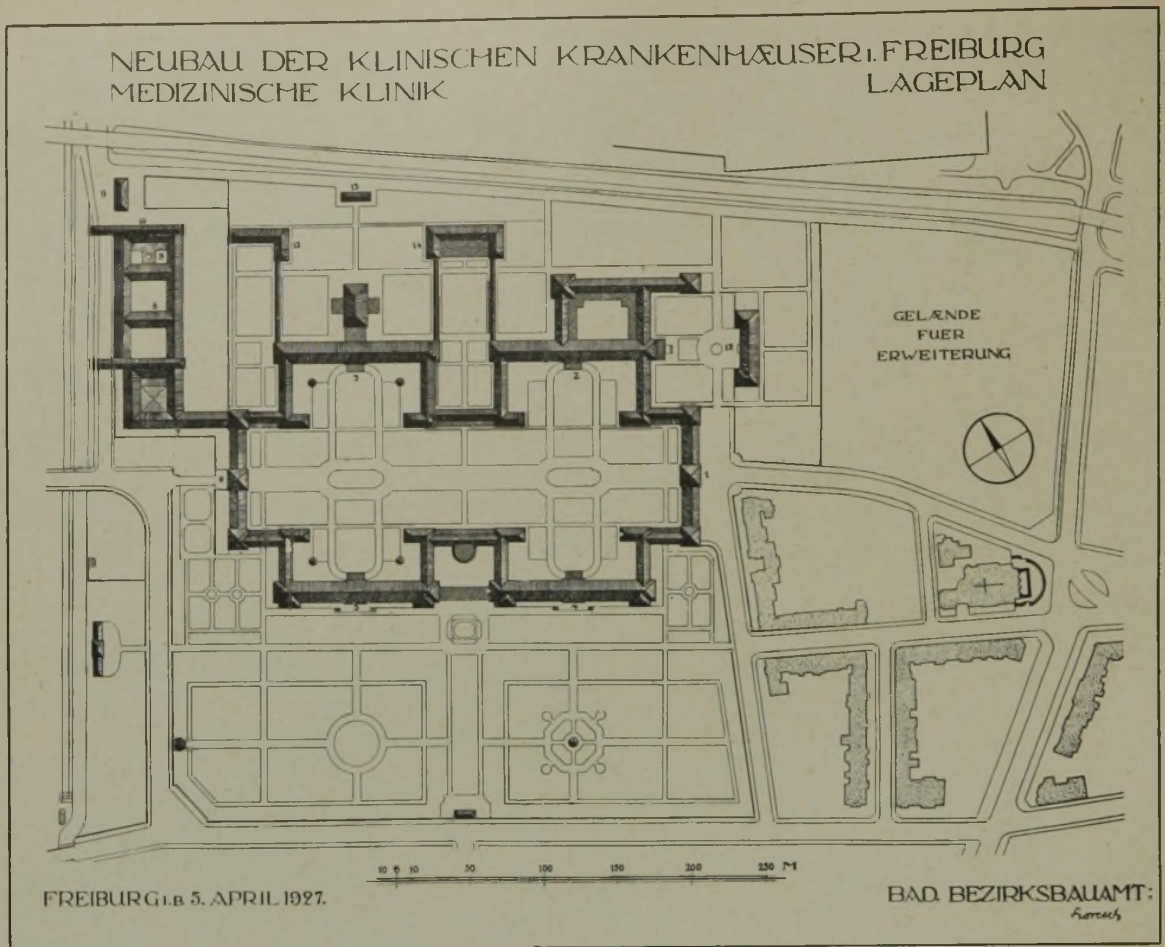 NEUBAU DER KLINISCHEN KRANKENHÆUSER I. FREIBURG
MEDIZINISCHE KLINIK
LAGEPLAN
GELÆNDE
FUER
ERWEITERUNG
10 0 10 50 100 150 200 250 M
FREIBURG I.B 5. APRIL 1927.
BAD. BEZIRKSBAUAMT: